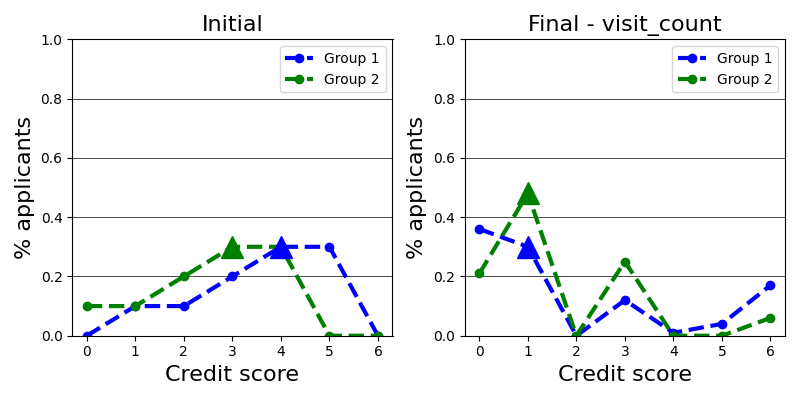 Initial
1.0
0.8
0.6
0.4
0.2
0.0
% applicants
0 1 2 3 4 5 6
Credit score
Group 1
Group 2
Final - visit_count
1.0
0.8
0.6
0.4
0.2
0.0
% applicants
0 1 2 3 4 5 6
Credit score
Group 1
Group 2